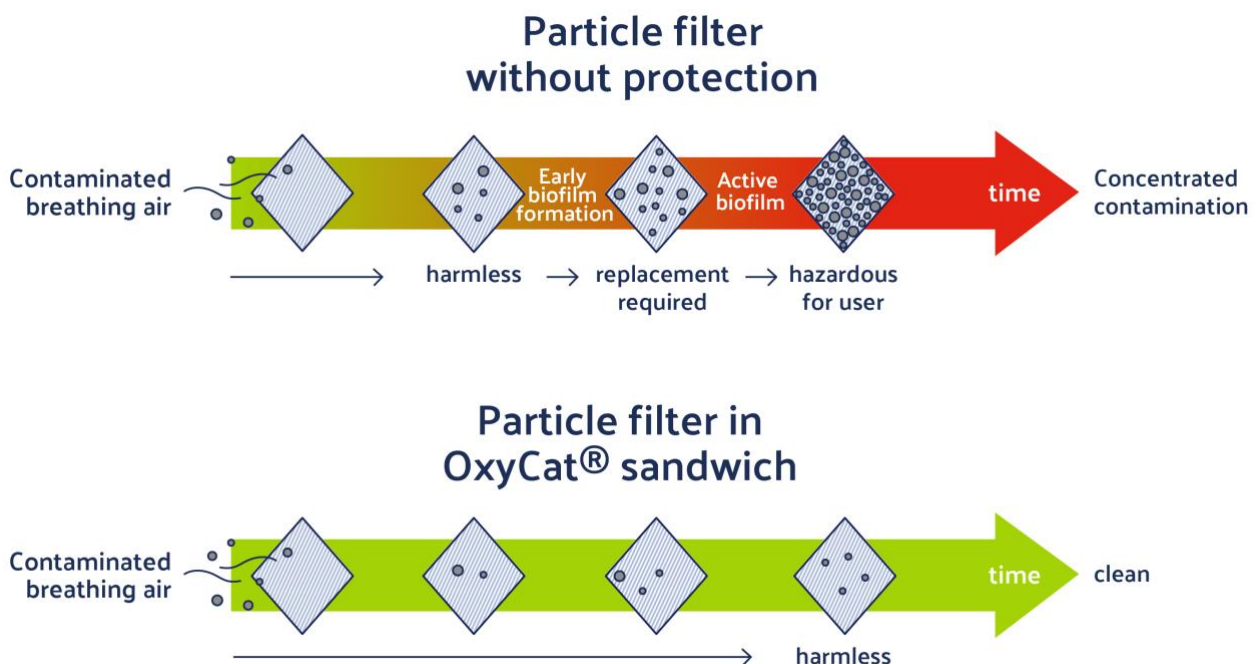 Particle filter
without protection
Contaminated
breathing air
Early
biofilm
formation
Active
biofilm
time
Concentrated
contamination
harmless
replacement
required
hazardous
for user
Particle filter in
OxyCat® sandwich
Contaminated
breathing air
time
clean
harmless